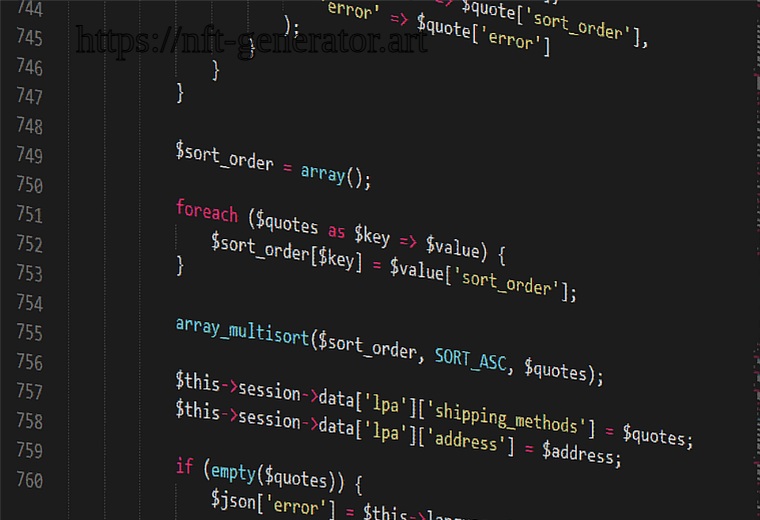 => $quote['sort_order'],
'error' => $quote['error']
);
744 }
745 }
746 }
747
748 $sort_order = array();
749
750 foreach ($quotes as $key => $value) {
751 $sort_order[$key] = $value['sort_order'];
752 }
753
754 array_multisort($sort_order, SORT_ASC, $quotes);
755
756 $this->session->data['lpa']['shipping_methods'] = $quotes;
757 $this->session->data['lpa']['address'] = $address;
758
759 if (empty($quotes)) {
760 $json['error'] = $this->
https://nft-generator.art